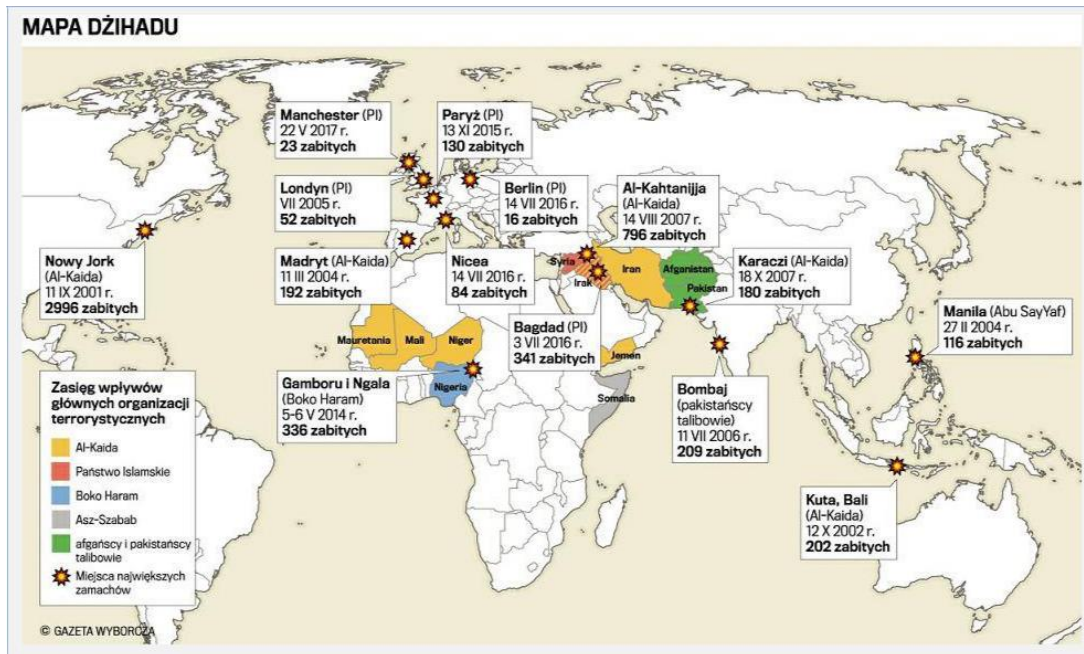 MAPA DŻIHADU
Manchester (PI)
22 V 2017 r.
23 zabitych
Paryż (PI)
13 XI 2015 r.
130 zabitych
Londyn (PI)
VII 2005 r.
52 zabitych
Berlin (PI)
14 VII 2016 r.
16 zabitych
Al-Kahtanijja
(Al-Kaida)
14 VIII 2007 r.
796 zabitych
Nowy Jork
(Al-Kaida)
11 IX 2001 r.
2996 zabitych
Madryt (Al-Kaida)
11 III 2004 r.
192 zabitych
Nicea
14 VII 2016 r.
84 zabitych
Syria
Irak
Iran
Afganistan
Pakistan
Karaczi (Al-Kaida)
18 X 2007 r.
180 zabitych
Manila (Abu SayYaf)
27 II 2004 r.
116 zabitych
Bagdad (PI)
3 VII 2016 r.
341 zabitych
Mauretania
Mali
Niger
Nigeria
Jemen
Somalia
Gamboru i Ngala
(Boko Haram)
5-6 V 2014 r.
336 zabitych
Bombaj
(pakistańscy
talibowie)
11 VII 2006 r.
209 zabitych
Kuta, Bali
(Al-Kaida)
12 X 2002 r.
202 zabitych
Zasięg wpływów
głównych organizacji
terrorystycznych
Al-Kaida
Państwo Islamskie
Boko Haram
Asz-Szabab
afgańscy i pakistańscy
talibowie
Miejsca największych
zamachów
© GAZETA WYBORCZA